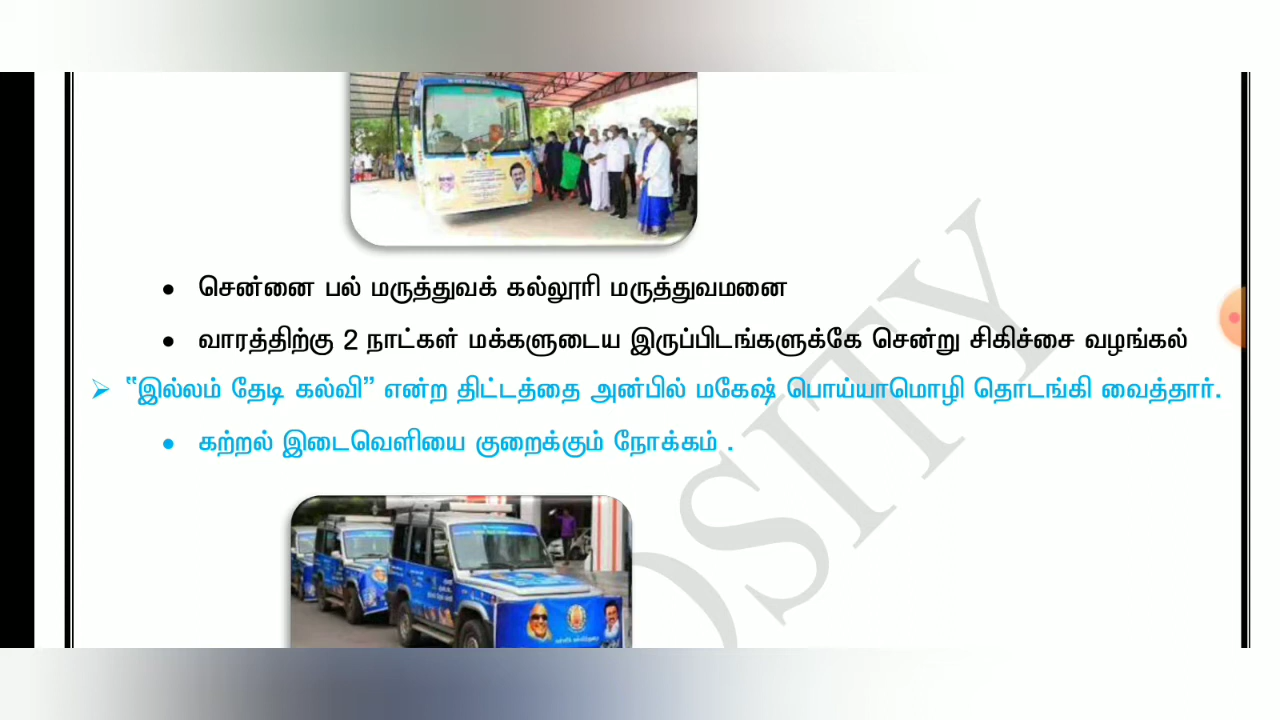 சென்னை பல் மருத்துவக் கல்லூரி மருத்துவமனை
வாரத்திற்கு 2 நாட்கள் மக்களுடைய இருப்பிடங்களுக்கே சென்று சிகிச்சை வழங்கல்
“இல்லம் தேடி கல்வி” என்ற திட்டத்தை அன்பில் மகேஷ் பொய்யாமொழி தொடங்கி வைத்தார்.
கற்றல் இடைவெளியை குறைக்கும் நோக்கம் .
OSITY